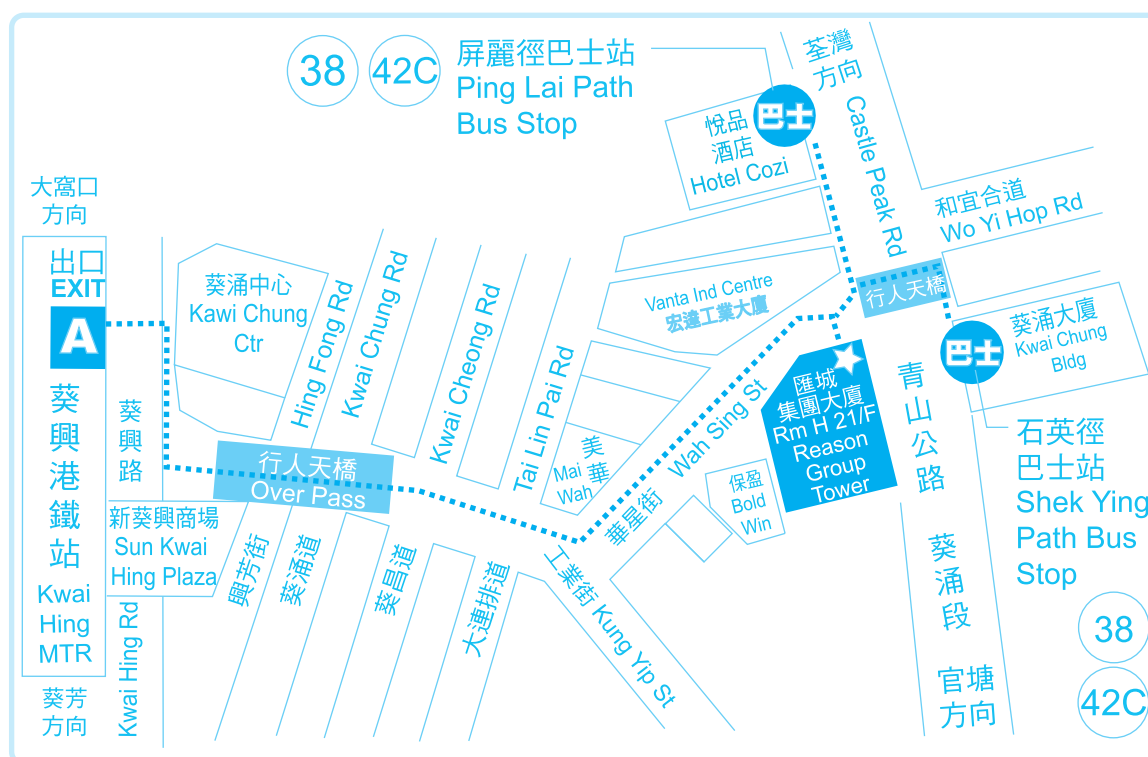 38
42C
屏麗徑巴士站
Ping Lai Path
Bus Stop
荃灣
方向
Castle Peak Rd
巴士
悅品
酒店
Hotel Cozi
和宜合道
Wo Yi Hop Rd
大窩口
方向
出口
EXIT
A
葵興港鐵站
Kwai
Hing
MTR
葵芳
方向
葵興路
Kwai Hing Rd
葵涌中心
Kawi Chung
Ctr
Hing Fong Rd
Kwai Chung Rd
Kwai Cheong Rd
Tai Lin Pai Rd
Vanta Ind Centre
宏達工業大廈
行人天橋
巴士
葵涌大廈
Kwai Chung
Bldg
行人天橋
Over Pass
新葵興商場
Sun Kwai
Hing Plaza
興芳街
葵涌道
葵昌道
大連排道
美華
Mai
Wah
華星街 Wah Sing St
工業街 Kung Yip St
保盈
Bold
Win
匯城
集團大廈
Rm H 21/F
Reason
Group
Tower
青山公路
葵涌段
官塘
方向
石英徑
巴士站
Shek Ying
Path Bus
Stop
38
42C